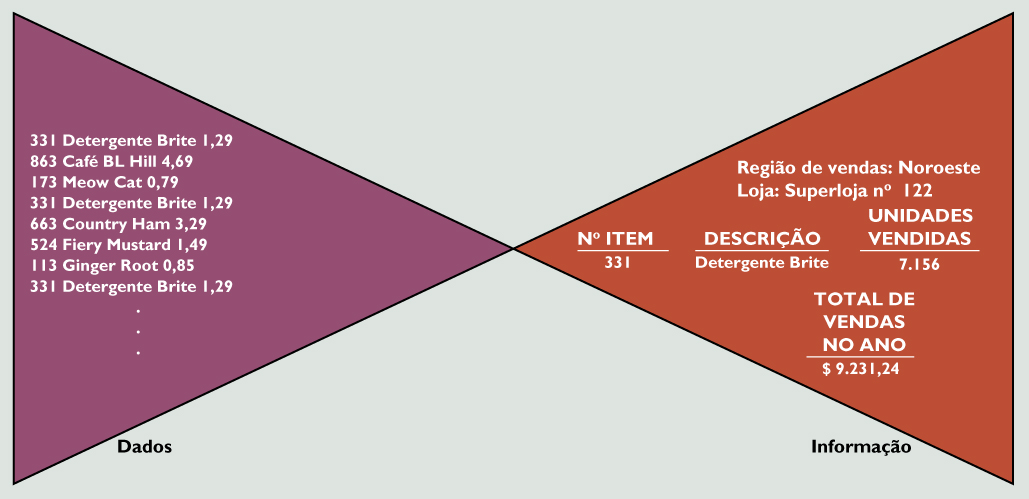 331 Detergente Brite 1,29
863 Café BL Hill 4,69
173 Meow Cat 0,79
331 Detergente Brite 1,29
663 Country Ham 3,29
524 Fiery Mustard 1,49
113 Ginger Root 0,85
331 Detergente Brite 1,29
.
.
.
Dados
Região de vendas: Noroeste
Loja: Superloja nº 122
Nº ITEM
331
DESCRIÇÃO
Detergente Brite
UNIDADES
VENDIDAS
7.156
TOTAL DE
VENDAS
NO ANO
$ 9.231,24
Informação